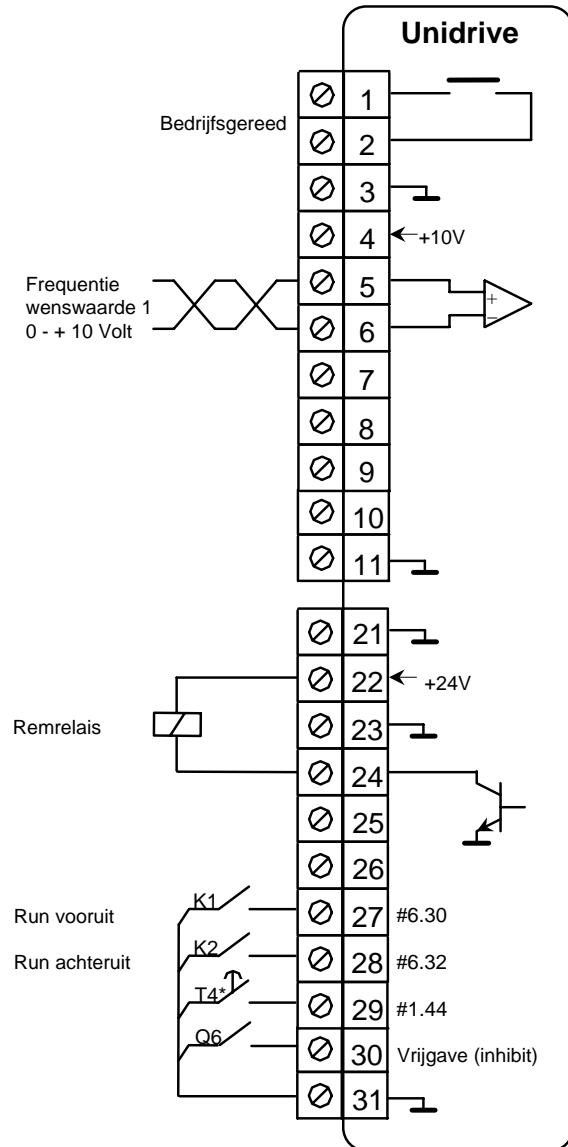 Unidrive
1
Bedrijfsgereed
2
3
4 +10V
Frequentie
wenswaarde 1
0 - + 10 Volt
5 +
6 −
7
8
9
10
11
21
22 +24V
Remrelais
23
24
25
26
Run vooruit K1 27 #6.30
Run achteruit K2 28 #6.32
T4* 29 #1.44
Q6 30 Vrijgave (inhibit)
31